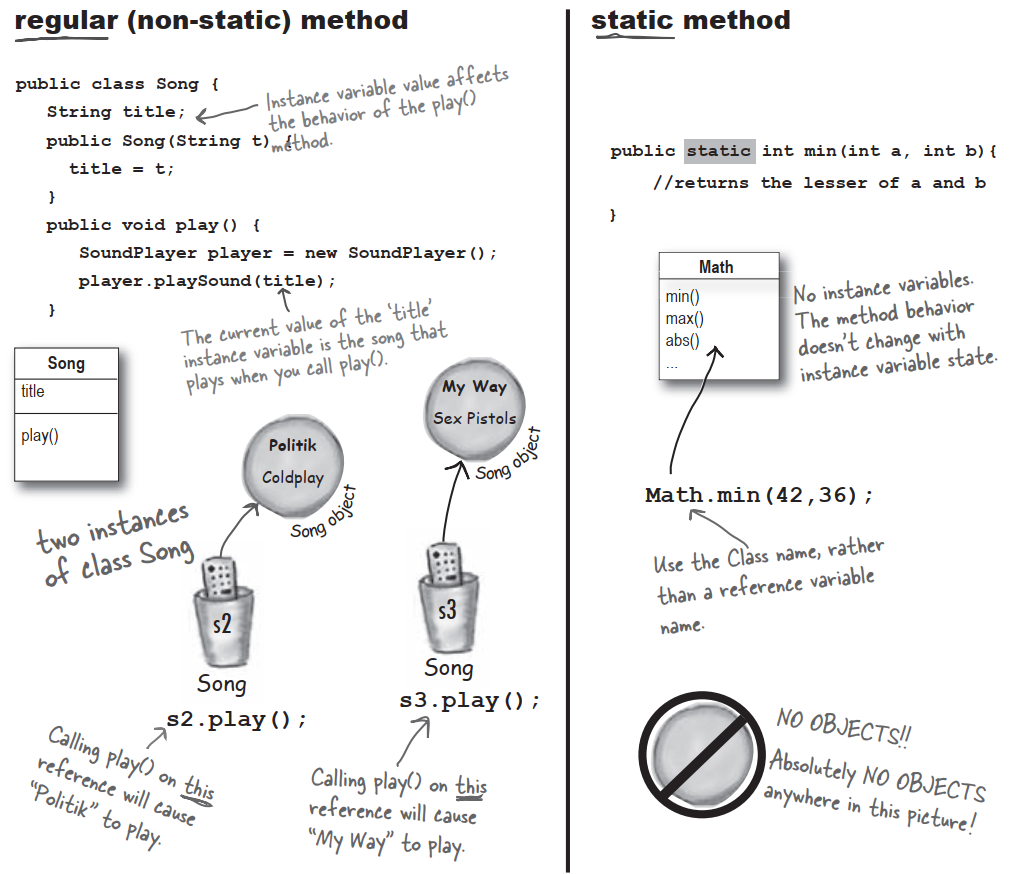 regular (non-static) method
public class Song {
String title;
Instance variable value affects
the behavior of the play()
method.
public Song(String t) {
title = t;
}
public void play() {
SoundPlayer player = new SoundPlayer();
player.playSound(title);
}
The current value of the 'title'
instance variable is the song that
plays when you call play().
Song
title
play()
two instances
of class Song
Politik
Coldplay
Song object
My Way
Sex Pistols
Song object
s2
Song
s2.play();
s3
Song
s3.play();
Calling play() on this
reference will cause
"Politik" to play.
Calling play() on this
reference will cause
"My Way" to play.
static method
public static int min(int a, int b){
//returns the lesser of a and b
}
Math
min()
max()
abs()
...
No instance variables.
The method behavior
doesn't change with
instance variable state.
Math.min(42,36);
Use the Class name, rather
than a reference variable
name.
NO OBJECTS!!
Absolutely NO OBJECTS
anywhere in this picture!